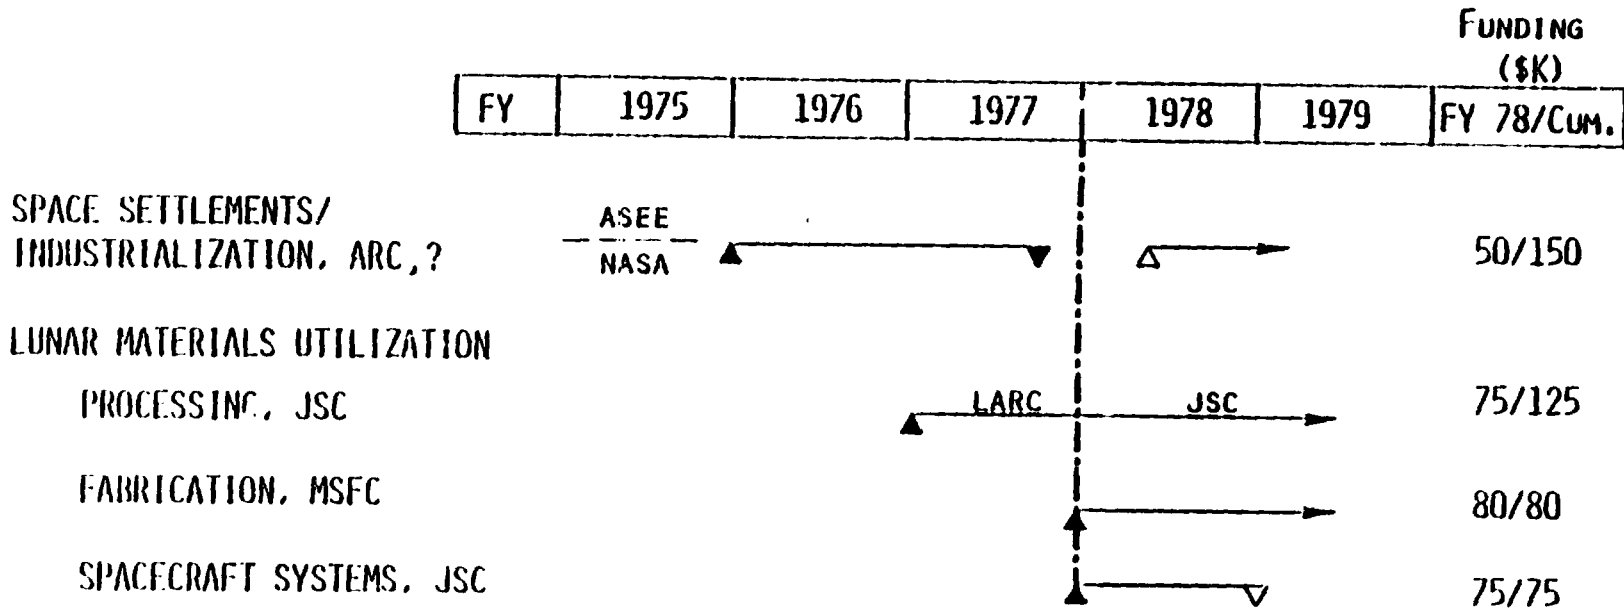 FUNDING
($K)
FY 1975 1976 1977 1978 1979 FY 78/CUM.
SPACE SETTLEMENTS/
INDUSTRIALIZATION, ARC,?
ASEE
NASA
50/150
LUNAR MATERIALS UTILIZATION
PROCESSING, JSC
LARC JSC
75/125
FABRICATION, MSFC
80/80
SPACECRAFT SYSTEMS, JSC
75/75